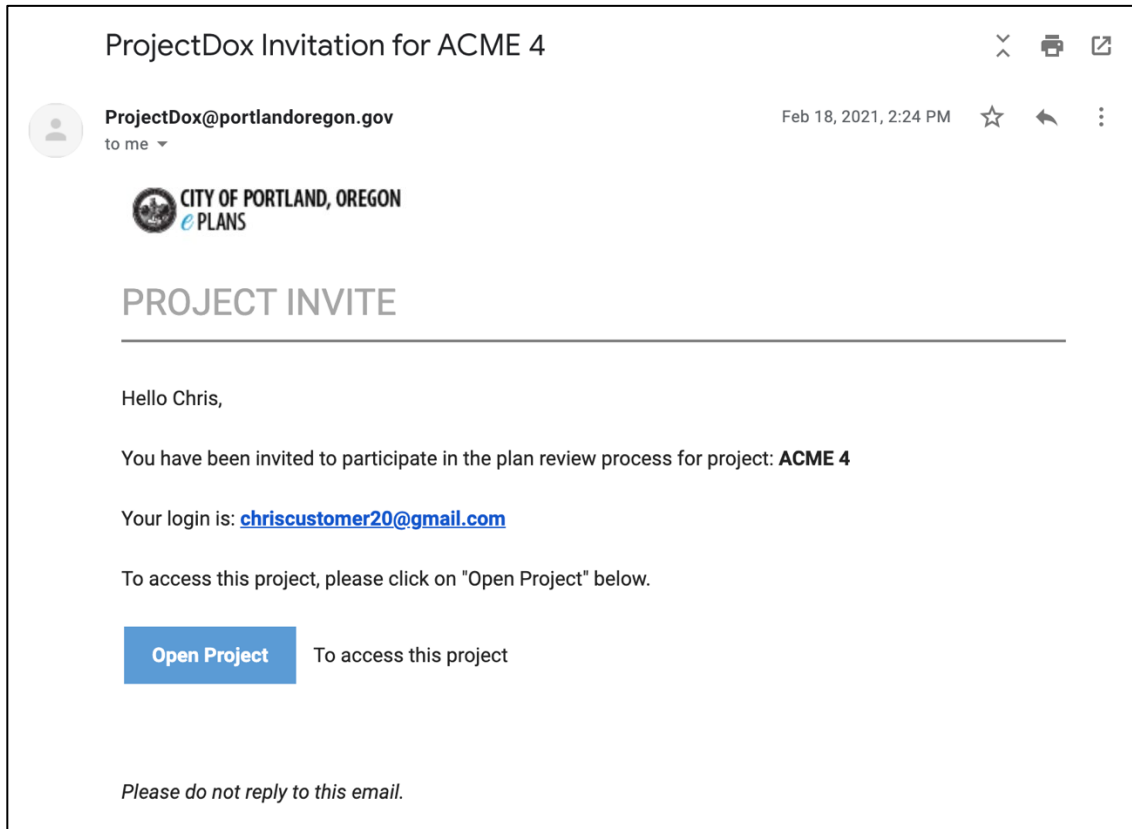 ProjectDox Invitation for ACME 4
ProjectDox@portlandoregon.gov
Feb 18, 2021, 2:24 PM
to me
CITY OF PORTLAND, OREGON
e PLANS
PROJECT INVITE
Hello Chris,
You have been invited to participate in the plan review process for project: ACME 4
Your login is: chriscustomer20@gmail.com
To access this project, please click on "Open Project" below.
Open Project To access this project
Please do not reply to this email.